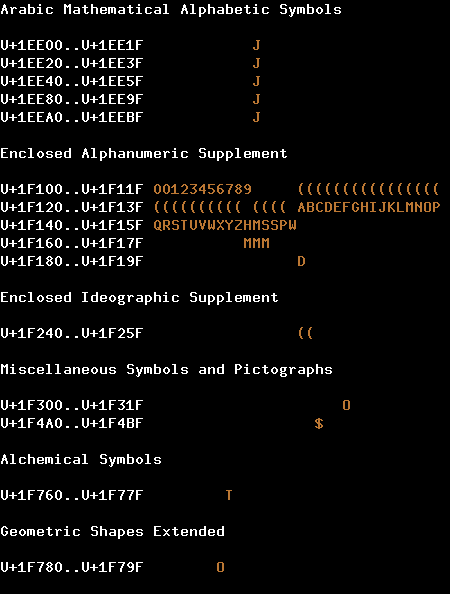 Arabic Mathematical Alphabetic Symbols
U+1EE00..U+1EE1F            J
U+1EE20..U+1EE3F            J
U+1EE40..U+1EE5F            J
U+1EE80..U+1EE9F            J
U+1EEA0..U+1EEBF            J
Enclosed Alphanumeric Supplement
U+1F100..U+1F11F 00123456789     ((((((((((((((((
U+1F120..U+1F13F (((((((((( (((( ABCDEFGHIJKLMNOP
U+1F140..U+1F15F QRSTUVWXYZHMSSPW
U+1F160..U+1F17F           MMM
U+1F180..U+1F19F                 D
Enclosed Ideographic Supplement
U+1F240..U+1F25F                 ((
Miscellaneous Symbols and Pictographs
U+1F300..U+1F31F                      O
U+1F4A0..U+1F4BF                   $
Alchemical Symbols
U+1F760..U+1F77F         T
Geometric Shapes Extended
U+1F780..U+1F79F        O